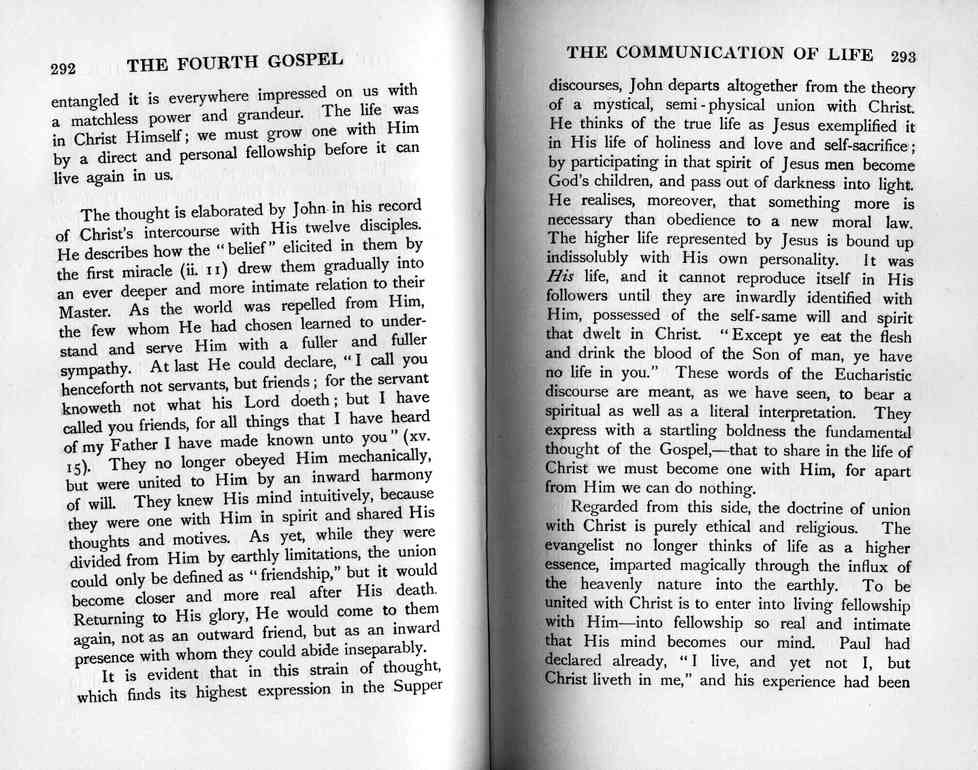 292 THE FOURTH GOSPEL
entangled it is everywhere impressed on us with
a matchless power and grandeur. The life was
in Christ Himself; we must grow one with Him
by a direct and personal fellowship before it can
live again in us.
The thought is elaborated by John in his record
of Christ's intercourse with His twelve disciples.
He describes how the "belief" elicited in them by
the first miracle (ii. 11) drew them gradually into
an ever deeper and more intimate relation to their
Master. As the world was repelled from Him,
the few whom He had chosen learned to under-
stand and serve Him with a fuller and fuller
sympathy. At last He could declare, "I call you
henceforth not servants, but friends; for the servant
knoweth not what his Lord doeth; but I have
called you friends, for all things that I have heard
of my Father I have made known unto you" (xv.
15). They no longer obeyed Him mechanically,
but were united to Him by an inward harmony
of will. They knew His mind intuitively, because
they were one with Him in spirit and shared His
thoughts and motives. As yet, while they were
divided from Him by earthly limitations, the union
could only be defined as "friendship," but it would
become closer and more real after His death.
Returning to His glory, He would come to them
again, not as an outward friend, but as an inward
presence with whom they could abide inseparably.
It is evident that in this strain of thought,
which finds its highest expression in the Supper
THE COMMUNICATION OF LIFE 293
discourses, John departs altogether from the theory
of a mystical, semi-physical union with Christ.
He thinks of the true life as Jesus exemplified it
in His life of holiness and love and self-sacrifice;
by participating in that spirit of Jesus men become
God's children, and pass out of darkness into light.
He realises, moreover, that something more is
necessary than obedience to a new moral law.
The higher life represented by Jesus is bound up
indissolubly with His own personality. It was
His life, and it cannot reproduce itself in His
followers until they are inwardly identified with
Him, possessed of the self-same will and spirit
that dwelt in Christ. "Except ye eat the flesh
and drink the blood of the Son of man, ye have
no life in you." These words of the Eucharistic
discourse are meant, as we have seen, to bear a
spiritual as well as a literal interpretation. They
express with a startling boldness the fundamental
thought of the Gospel,—that to share in the life of
Christ we must become one with Him, for apart
from Him we can do nothing.
Regarded from this side, the doctrine of union
with Christ is purely ethical and religious. The
evangelist no longer thinks of life as a higher
essence, imparted magically through the influx of
the heavenly nature into the earthly. To be
united with Christ is to enter into living fellowship
with Him—into fellowship so real and intimate
that His mind becomes our mind. Paul had
declared already, "I live, and yet not I, but
Christ liveth in me," and his experience had been